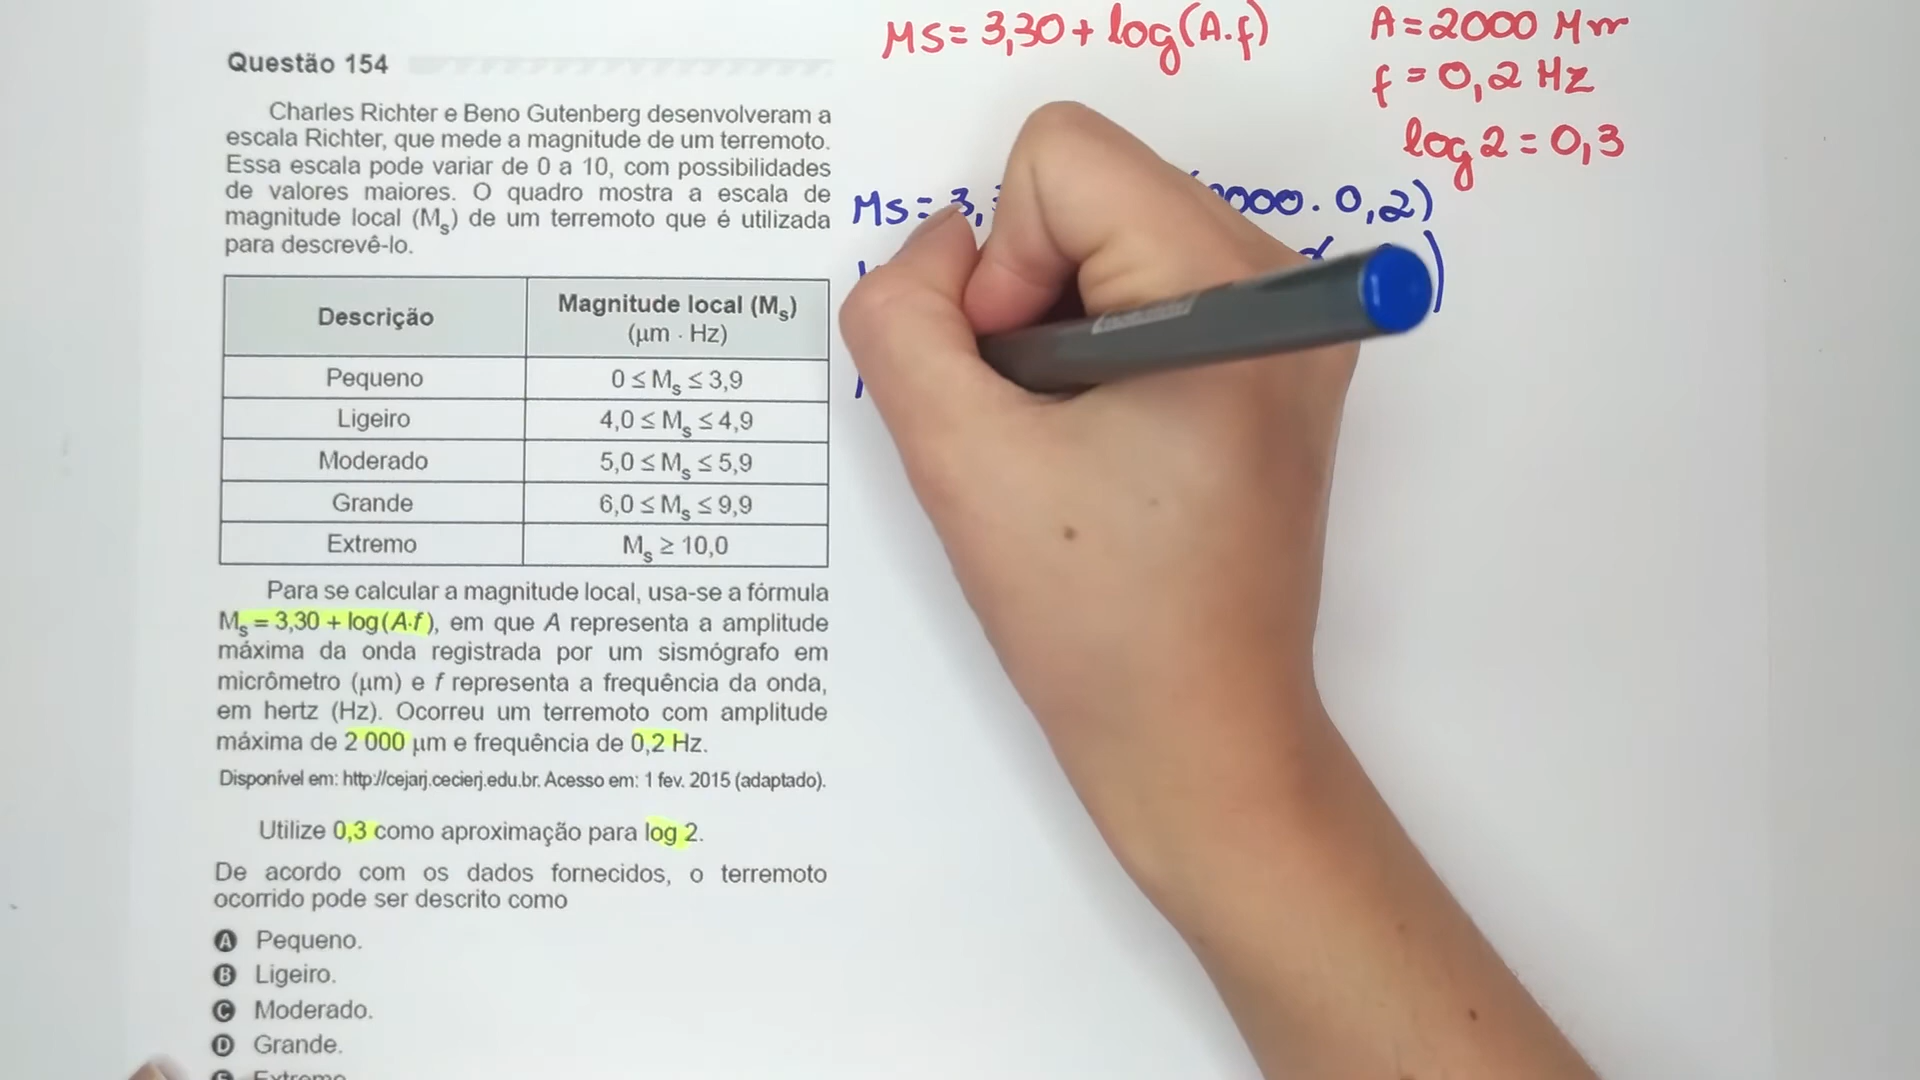 Questão 154
Charles Richter e Beno Gutenberg desenvolveram a
escala Richter, que mede a magnitude de um terremoto.
Essa escala pode variar de 0 a 10, com possibilidades
de valores maiores. O quadro mostra a escala de
magnitude local (Ms) de um terremoto que é utilizada
para descrevê-lo.
Descrição Magnitude local (Ms) (μm · Hz)
Pequeno 0 ≤ Ms ≤ 3,9
Ligeiro 4,0 ≤ Ms ≤ 4,9
Moderado 5,0 ≤ Ms ≤ 5,9
Grande 6,0 ≤ Ms ≤ 9,9
Extremo Ms ≥ 10,0
Para se calcular a magnitude local, usa-se a fórmula
Ms = 3,30 + log(A·f), em que A representa a amplitude
máxima da onda registrada por um sismógrafo em
micrômetro (μm) e f representa a frequência da onda,
em hertz (Hz). Ocorreu um terremoto com amplitude
máxima de 2 000 μm e frequência de 0,2 Hz.
Disponível em: http://cejarj.cecierj.edu.br. Acesso em: 1 fev. 2015 (adaptado).
Utilize 0,3 como aproximação para log 2.
De acordo com os dados fornecidos, o terremoto
ocorrido pode ser descrito como
A Pequeno.
B Ligeiro.
C Moderado.
D Grande.
E Extremo
Ms = 3,30 + log(A.f)
A = 2000 Mm
f = 0,2 Hz
log 2 = 0,3
Ms = 3, 000. 0,2)